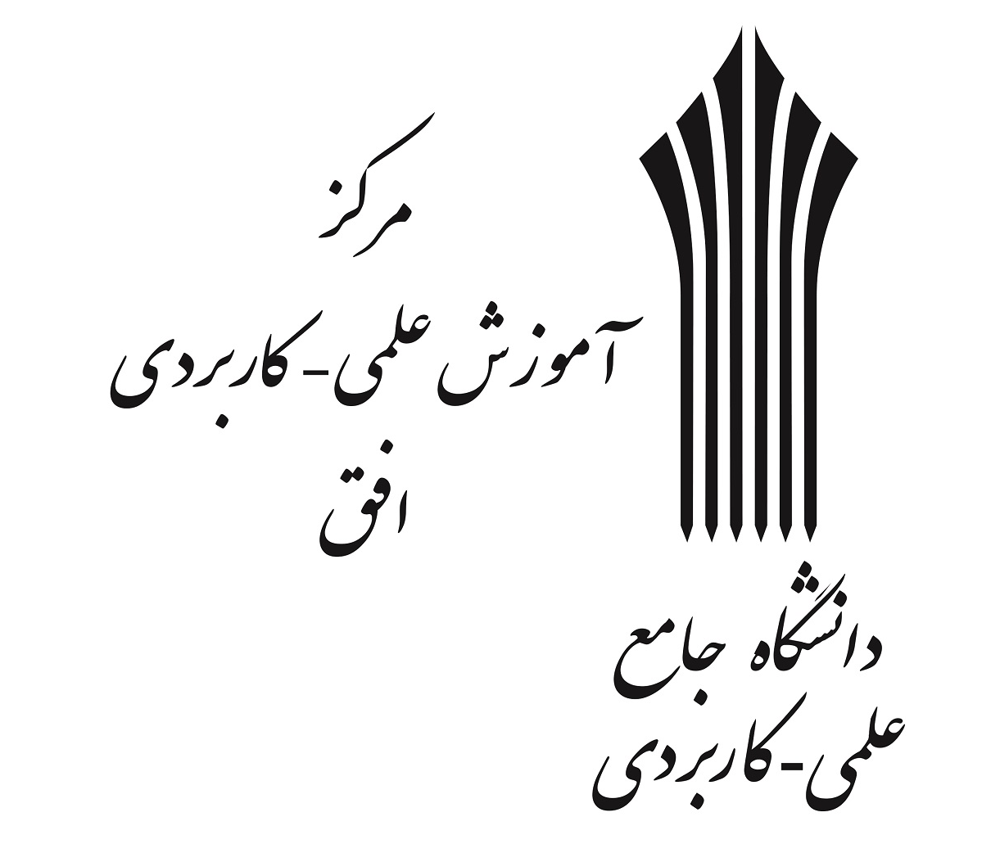 مرکز
آموزش علمی-کاربردی
افق
دانشگاه جامع
علمی-کاربردی